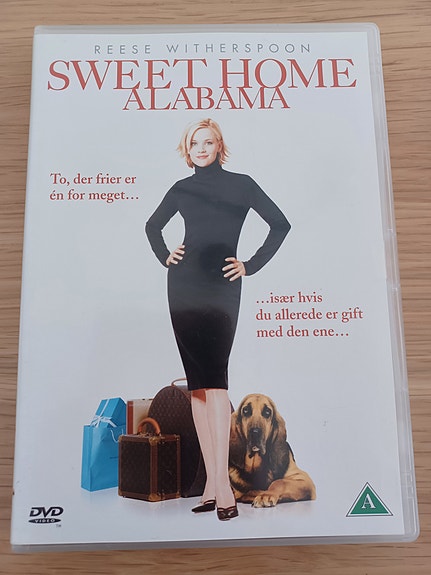 REESE WITHERSPOON
SWEET HOME
ALABAMA
To, der frier er
én for meget...
...især hvis
du allerede er gift
med den ene...
DVD
VIDEO
TM
A